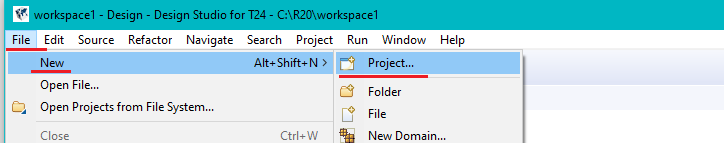 workspace1 - Design - Design Studio for T24 - C:\R20\workspace1
File Edit Source Refactor Navigate Search Project Run Window Help
New Alt+Shift+N Project...
Open File... Folder
Open Projects from File System... File
Close Ctrl+W New Domain...